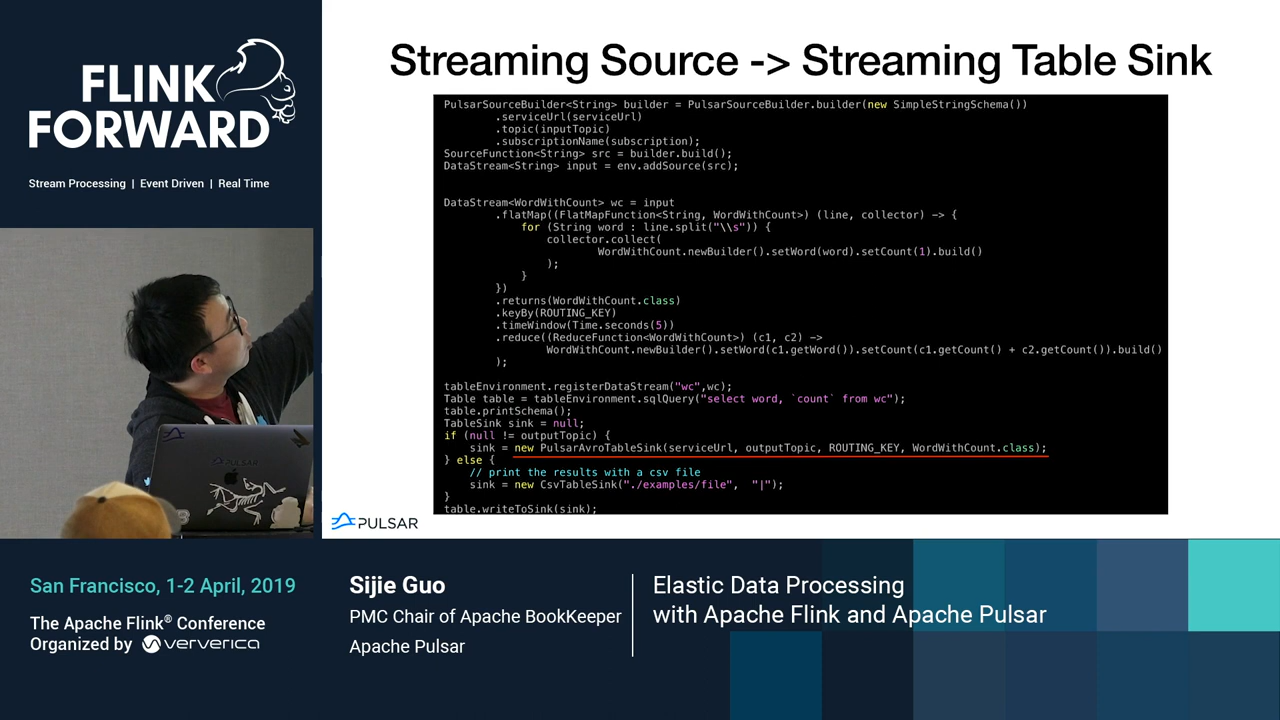 FLINK
FORWARD
Stream Processing | Event Driven | Real Time
Streaming Source -> Streaming Table Sink
PulsarSourceBuilder<String> builder = PulsarSourceBuilder.builder(new SimpleStringSchema())
.serviceUrl(serviceUrl)
.topic(inputTopic)
.subscriptionName(subscription);
SourceFunction<String> src = builder.build();
DataStream<String> input = env.addSource(src);
DataStream<WordWithCount> wc = input
.flatMap((FlatMapFunction<String, WordWithCount>) (line, collector) -> {
for (String word : line.split("\\s")) {
collector.collect(
WordWithCount.newBuilder().setWord(word).setCount(1).build()
);
}
})
.returns(WordWithCount.class)
.keyBy(ROUTING_KEY)
.timeWindow(Time.seconds(5))
.reduce((ReduceFunction<WordWithCount>) (c1, c2) ->
WordWithCount.newBuilder().setWord(c1.getWord()).setCount(c1.getCount() + c2.getCount()).build()
);
tableEnvironment.registerDataStream("wc",wc);
Table table = tableEnvironment.sqlQuery("select word, `count` from wc");
table.printSchema();
TableSink sink = null;
if (null != outputTopic) {
sink = new PulsarAvroTableSink(serviceUrl, outputTopic, ROUTING_KEY, WordWithCount.class);
} else {
// print the results with a csv file
sink = new CsvTableSink("./examples/file", "|");
}
table.writeToSink(sink);
PULSAR
PULSAR
San Francisco, 1-2 April, 2019
The Apache Flink® Conference
Organized by ververica
Sijie Guo
PMC Chair of Apache BookKeeper
Apache Pulsar
Elastic Data Processing
with Apache Flink and Apache Pulsar